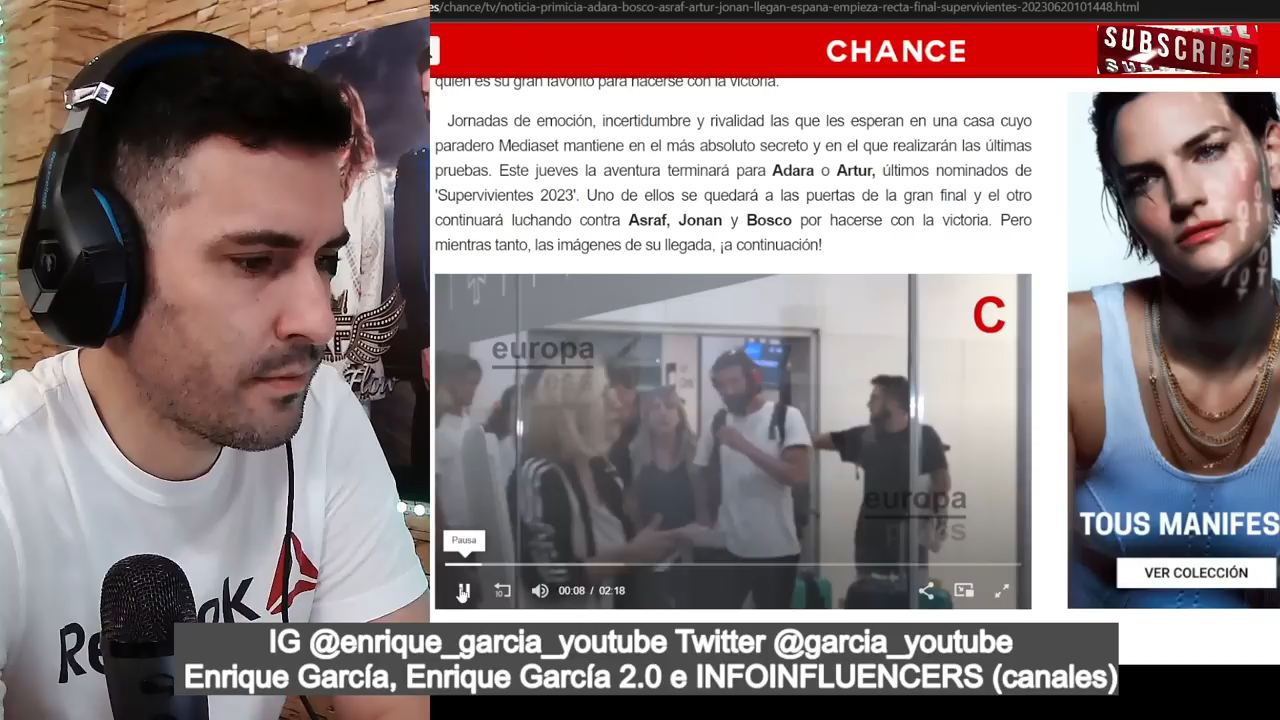 es/chance/tv/noticia-primicia-adara-bosco-asraf-artur-jonan-llegan-espana-empieza-recta-final-supervivientes-20230620101448.html
CHANCE
SUBSCRIBE
quien es su gran favorito para hacerse con la victoria.
Jornadas de emoción, incertidumbre y rivalidad las que les esperan en una casa cuyo
paradero Mediaset mantiene en el más absoluto secreto y en el que realizarán las últimas
pruebas. Este jueves la aventura terminará para Adara o Artur, últimos nominados de
'Supervivientes 2023'. Uno de ellos se quedara a las puertas de la gran final y el otro
continuará luchando contra Asraf, Jonan y Bosco por hacerse con la victoria. Pero
mientras tanto, las imágenes de su llegada, ¡a continuación!
C
europa
europa
press
Pausa
10
00:08 / 02:18
Flow
TOUS MANIFES
VER COLECCIÓN
IG @enrique_garcia_youtube Twitter @garcia_youtube
Enrique García, Enrique García 2.0 e INFOINFLUENCERS (canales)